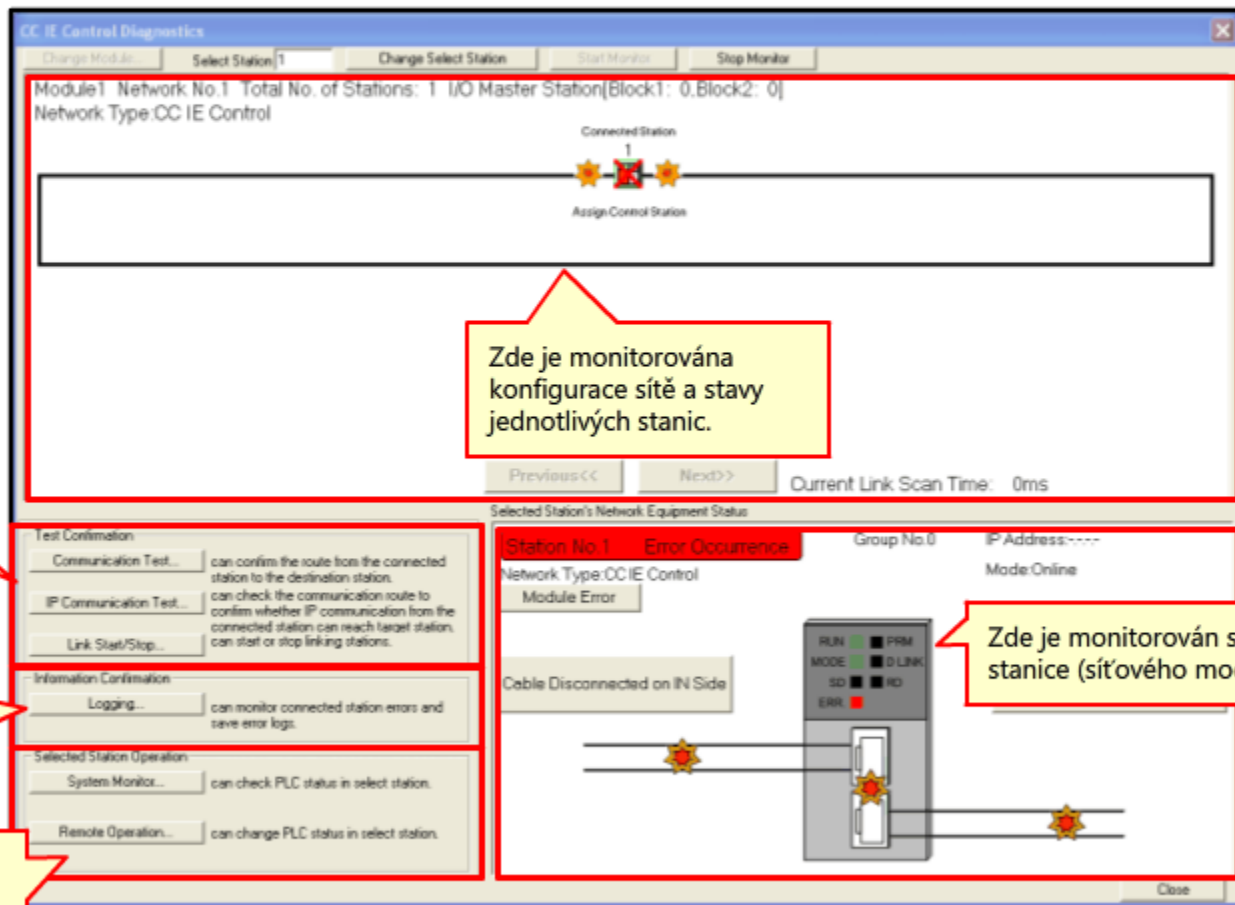 CC IE Control Diagnostics
Change Module...
Select Station 1
Change Select Station
Start Monitor
Stop Monitor
Module1 Network No.1 Total No. of Stations: 1 I/O Master Station[Block1: 0,Block2: 0]
Network Type:CC IE Control
Connected Station
1
Assign Control Station
Zde je monitorována
konfigurace sítě a stavy
jednotlivých stanic.
Previous<<
Next>>
Current Link Scan Time: 0ms
Selected Station's Network Equipment Status
Test Confirmation
Communication Test...
can confirm the route from the connected
station to the destination station.
IP Communication Test...
can check the communication route to
confirm whether IP communication from the
connected station can reach target station.
Link Start/Stop...
can start or stop linking stations.
Information Confirmation
Logging...
can monitor connected station errors and
save error logs.
Selected Station Operation
System Monitor...
can check PLC status in select station.
Remote Operation...
can change PLC status in select station.
Station No.1 Error Occurrence
Group No.0
IP Address:-.-.-.-
Network Type:CC IE Control
Mode:Online
Module Error
Cable Disconnected on IN Side
RUN PRM
MODE D LINK
SD RD
ERR.
Zde je monitorován s
stanice (síťového mo
Close